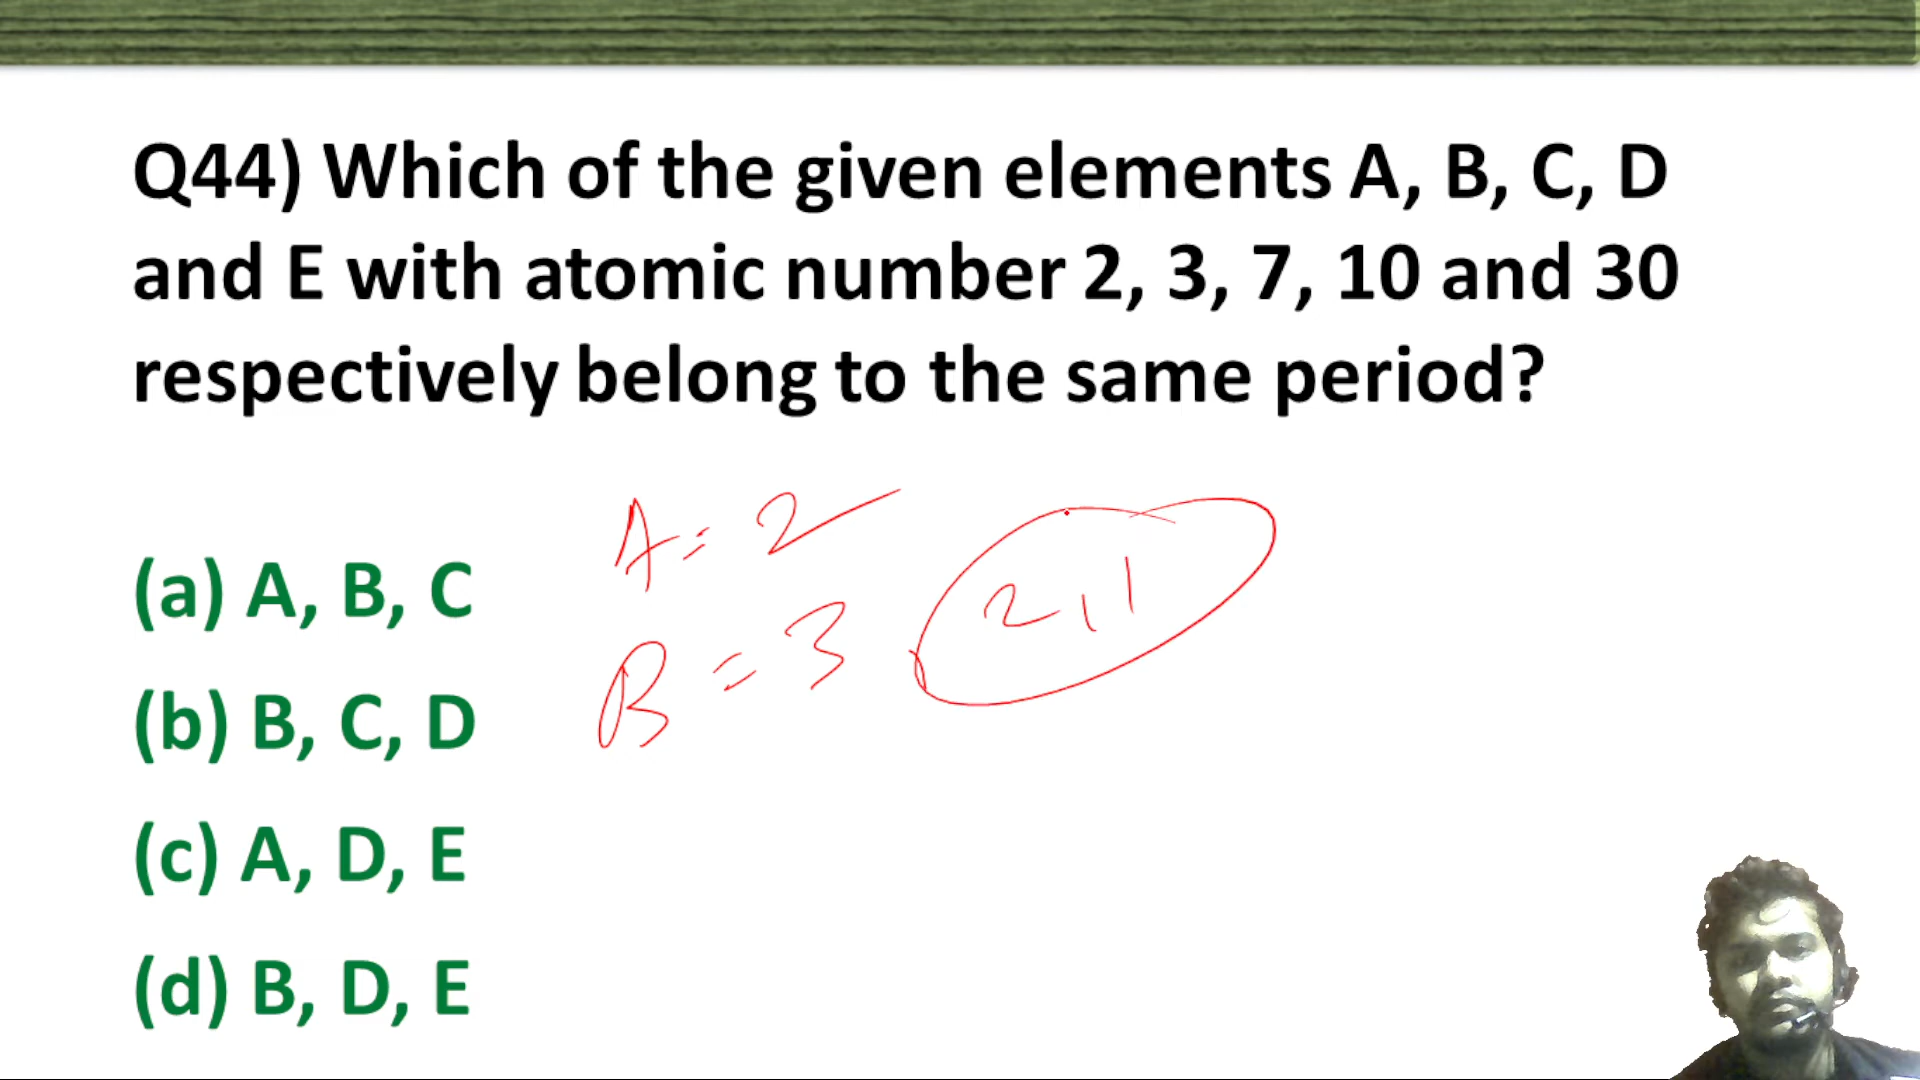 Q44) Which of the given elements A, B, C, D
and E with atomic number 2, 3, 7, 10 and 30
respectively belong to the same period?
A = 2
(a) A, B, C
B = 3 2,1
(b) B, C, D
(c) A, D, E
(d) B, D, E